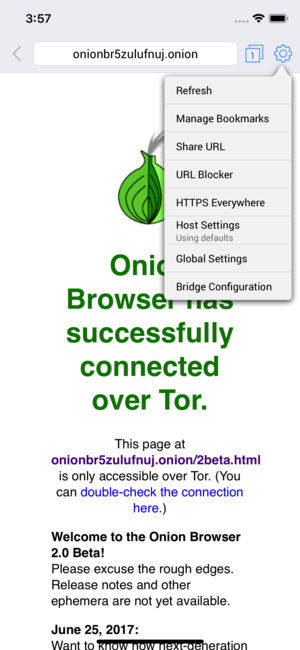 3:57
onionbr5zulufnuj.onion
1
Refresh
Manage Bookmarks
Share URL
URL Blocker
HTTPS Everywhere
Host Settings
Using defaults
Global Settings
Bridge Configuration
Browser has
successfully
connected
over Tor.
This page at
onionbr5zulufnuj.onion/2beta.html
is only accessible over Tor. (You
can double-check the connection
here.)
Welcome to the Onion Browser
2.0 Beta!
Please excuse the rough edges.
Release notes and other
ephemera are not yet available.
June 25, 2017:
Want to know how next-generation